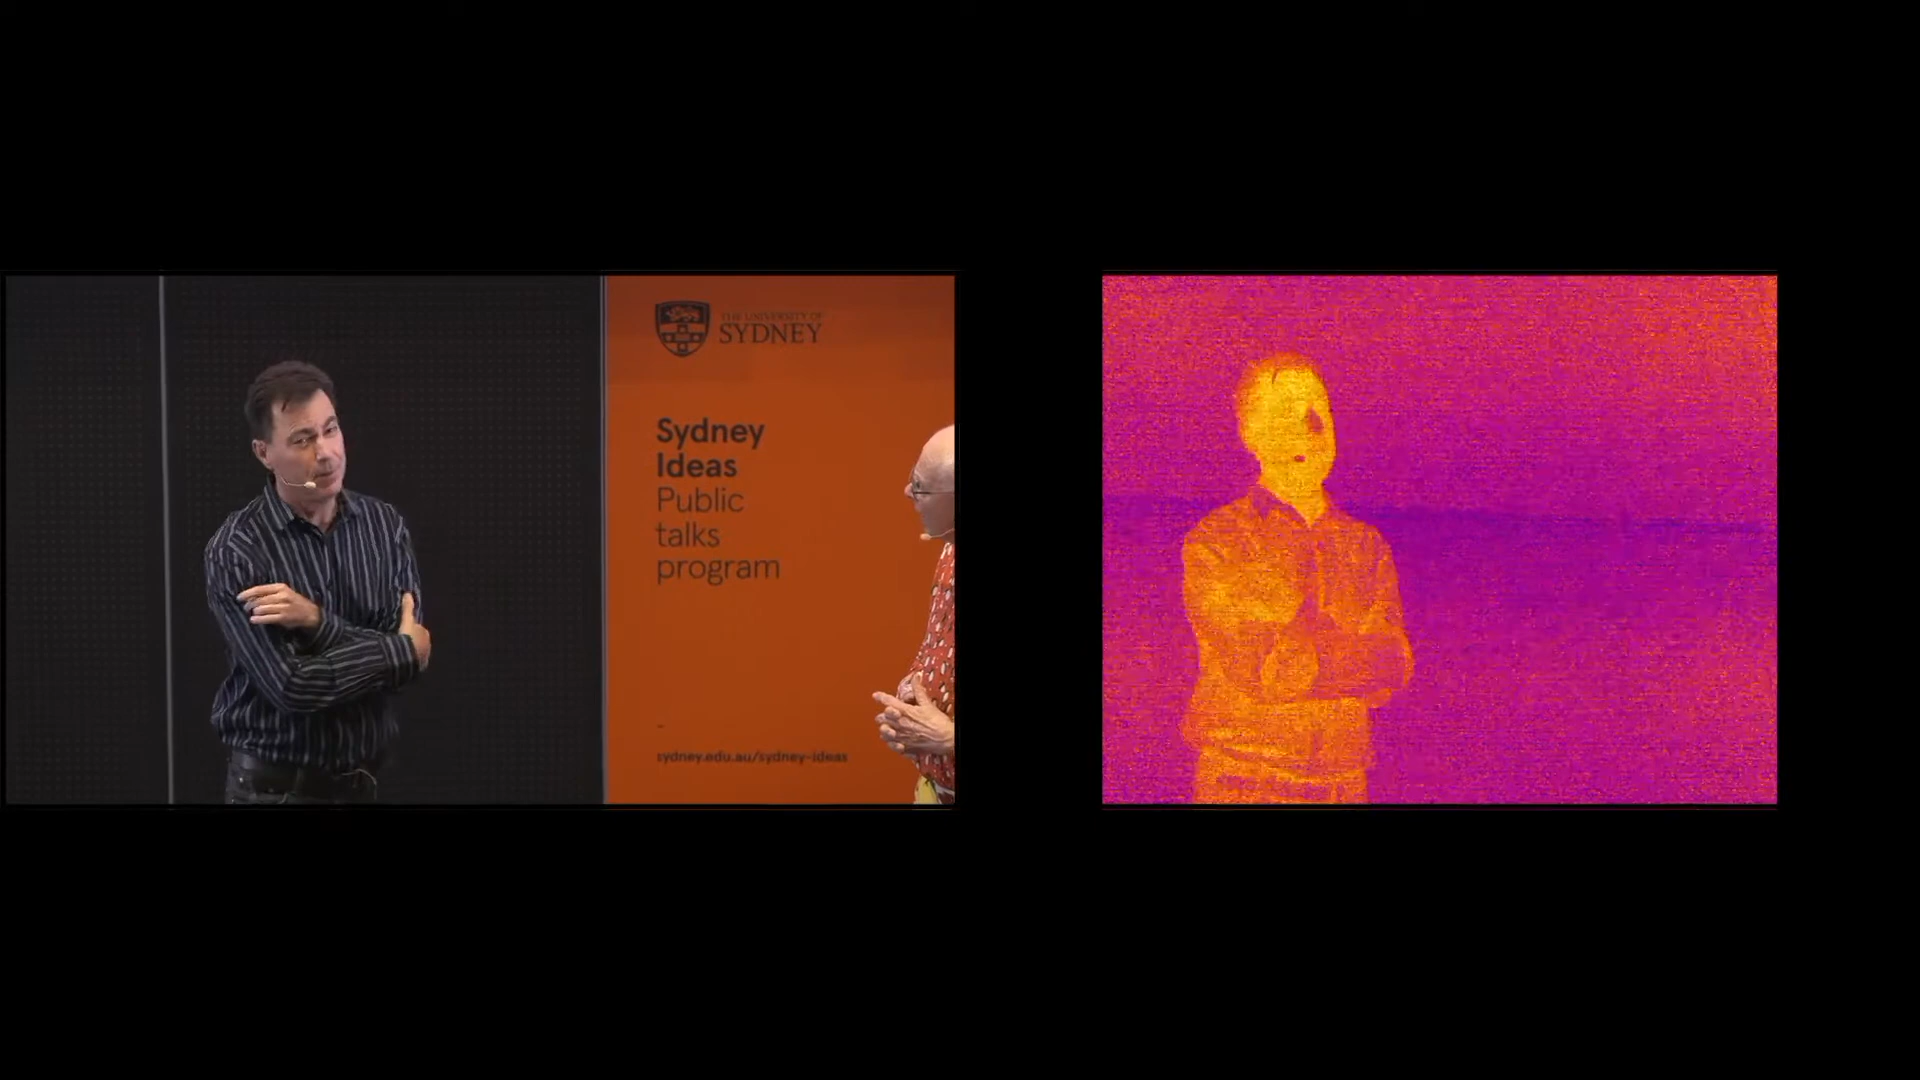 THE UNIVERSITY OF
SYDNEY
Sydney
Ideas
Public
talks
program
sydney.edu.au/sydney-ideas